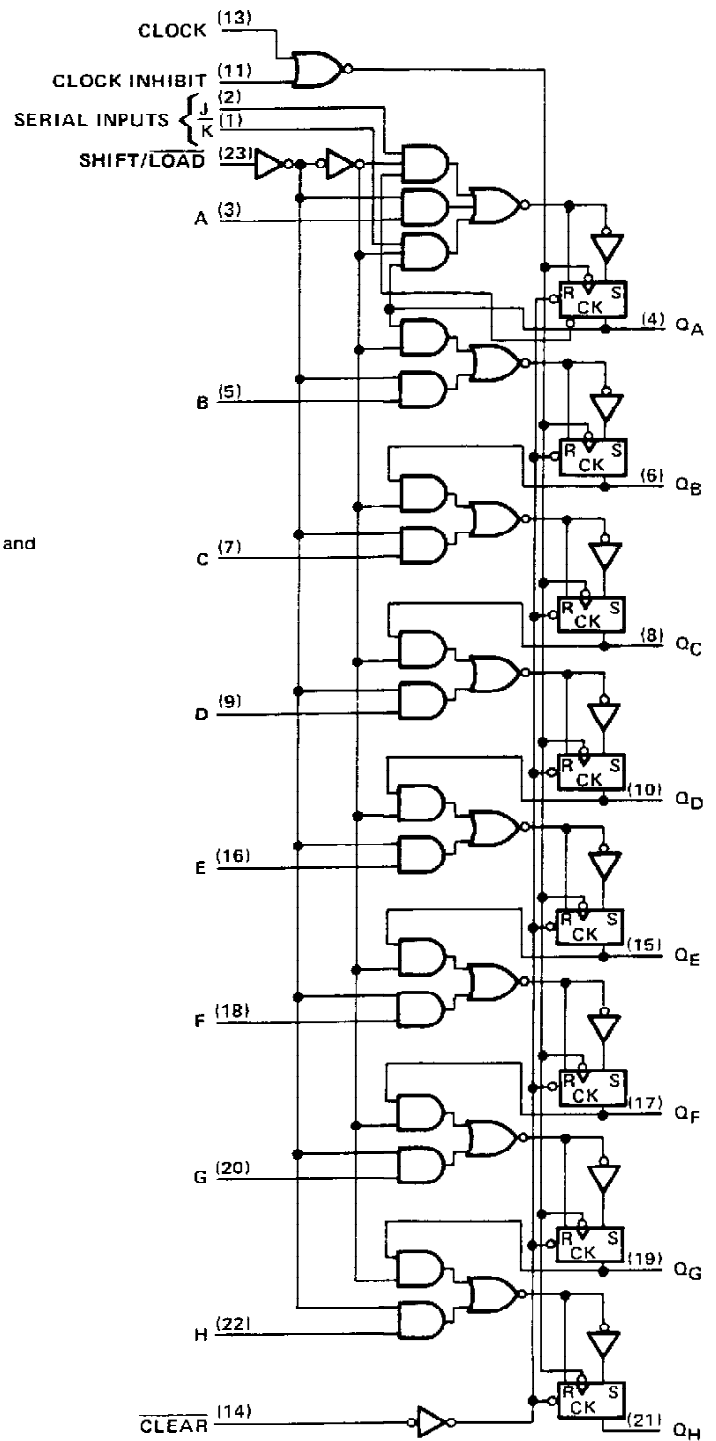 CLOCK (13)
CLOCK INHIBIT (11)
SERIAL INPUTS { J (2)
K̅ (1)
SHIFT/L̅O̅A̅D̅ (23)
A (3)
R S
CK
(4) QA
B (5)
R S
CK
(6) QB
and
C (7)
R S
CK
(8) QC
D (9)
R S
CK
(10) QD
E (16)
R S
CK
(15) QE
F (18)
R S
CK
(17) QF
G (20)
R S
CK
(19) QG
H (22)
R S
CK
C̅L̅E̅A̅R̅ (14)
(21) QH